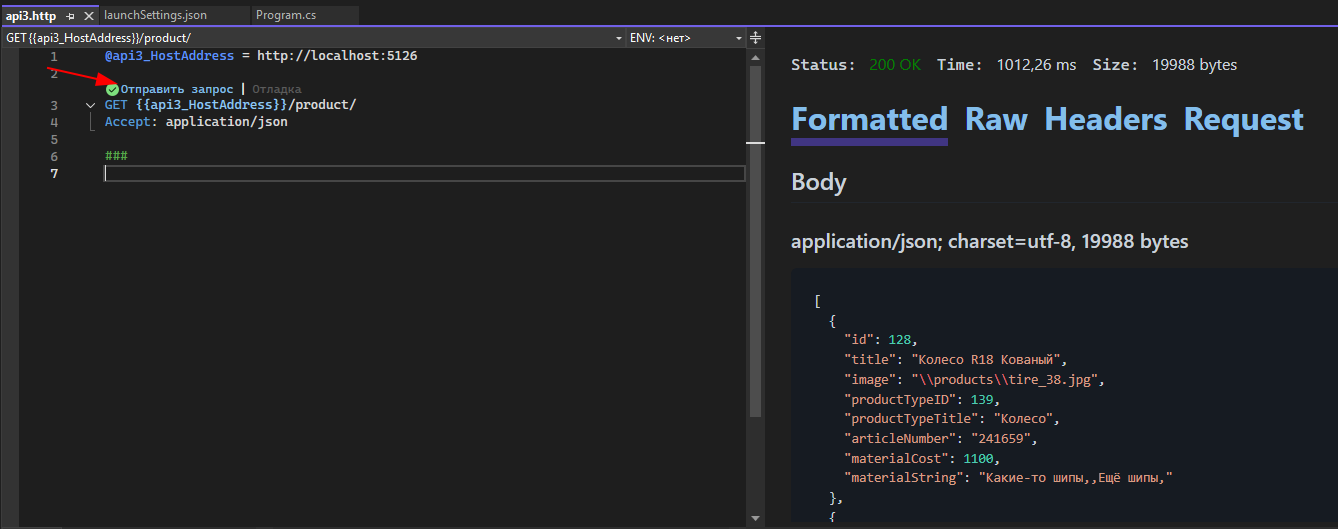 api3.http
launchSettings.json
Program.cs
GET {{api3_HostAddress}}/product/
ENV: <нет>
1 @api3_HostAddress = http://localhost:5126
2
Отправить запрос | Отладка
3 GET {{api3_HostAddress}}/product/
4 Accept: application/json
5
6 ###
7
Status: 200 OK Time: 1012,26 ms Size: 19988 bytes
Formatted Raw Headers Request
Body
application/json; charset=utf-8, 19988 bytes
[
{
"id": 128,
"title": "Колесо R18 Кованый",
"image": "\\products\\tire_38.jpg",
"productTypeID": 139,
"productTypeTitle": "Колесо",
"articleNumber": "241659",
"materialCost": 1100,
"materialString": "Какие-то шипы,,Ещё шипы,"
},
{